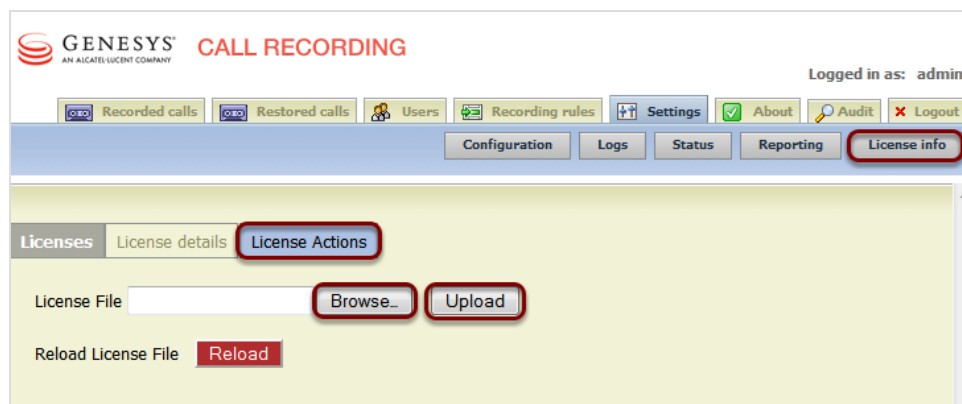 GENESYS CALL RECORDING
AN ALCATEL-LUCENT COMPANY
Logged in as: admin
Recorded calls Restored calls Users Recording rules Settings About Audit Logout
Configuration Logs Status Reporting License info
Licenses License details License Actions
License File Browse... Upload
Reload License File Reload